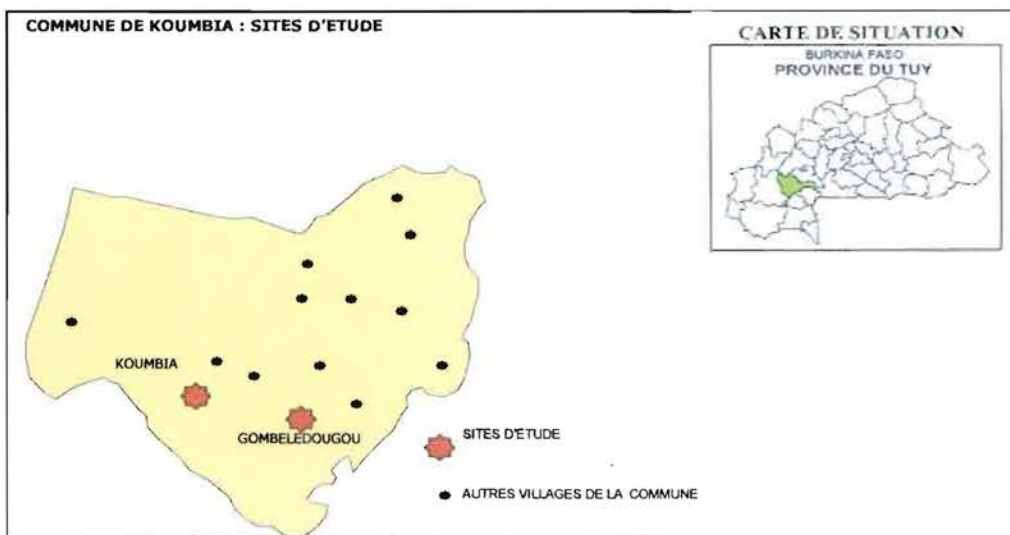 COMMUNE DE KOUMBIA : SITES D'ETUDE
CARTE DE SITUATION
BURKINA FASO
PROVINCE DU TUY
KOUMBIA
GOMBELEDOUGOU
SITES D'ETUDE
AUTRES VILLAGES DE LA COMMUNE